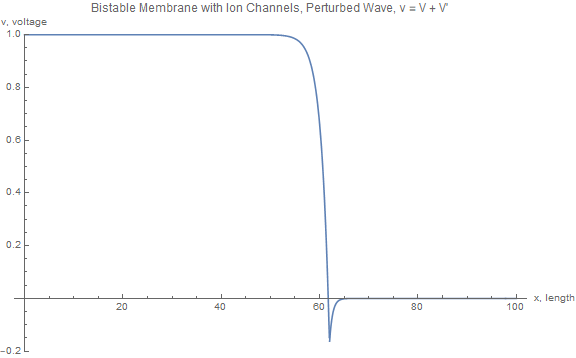 Bistable Membrane with Ion Channels, Perturbed Wave, v = V + V'
v, voltage
1.0
0.8
0.6
0.4
0.2
20 40 60 80 100 x, length
-0.2